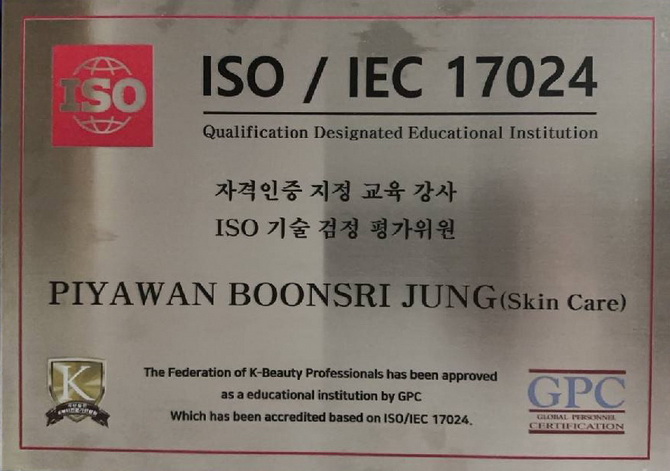 ISO
ISO / IEC 17024
Qualification Designated Educational Institution
자격인증 지정 교육 강사
ISO 기술 검정 평가위원
PIYAWAN BOONSRI JUNG(Skin Care)
K
The Federation of K-Beauty Professionals has been approved
as a educational institution by GPC
Which has been accredited based on ISO/IEC 17024.
GPC
GLOBAL PERSONNEL
CERTIFICATION